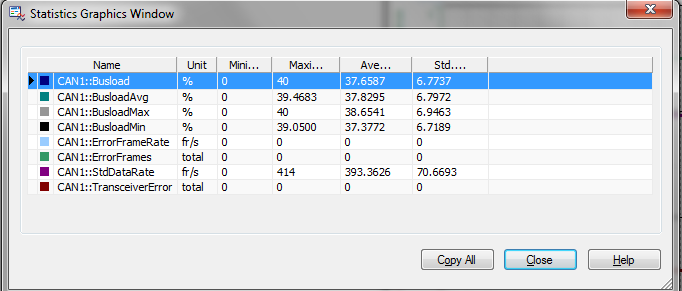 Statistics Graphics Window
Name Unit Mini... Maxi... Ave... Std....
CAN1::Busload % 0 40 37.6587 6.7737
CAN1::BusloadAvg % 0 39.4683 37.8295 6.7972
CAN1::BusloadMax % 0 40 38.6541 6.9463
CAN1::BusloadMin % 0 39.0500 37.3772 6.7189
CAN1::ErrorFrameRate fr/s 0 0 0 0
CAN1::ErrorFrames total 0 0 0 0
CAN1::StdDataRate fr/s 0 414 393.3626 70.6693
CAN1::TransceiverError total 0 0 0 0
Copy All Close Help